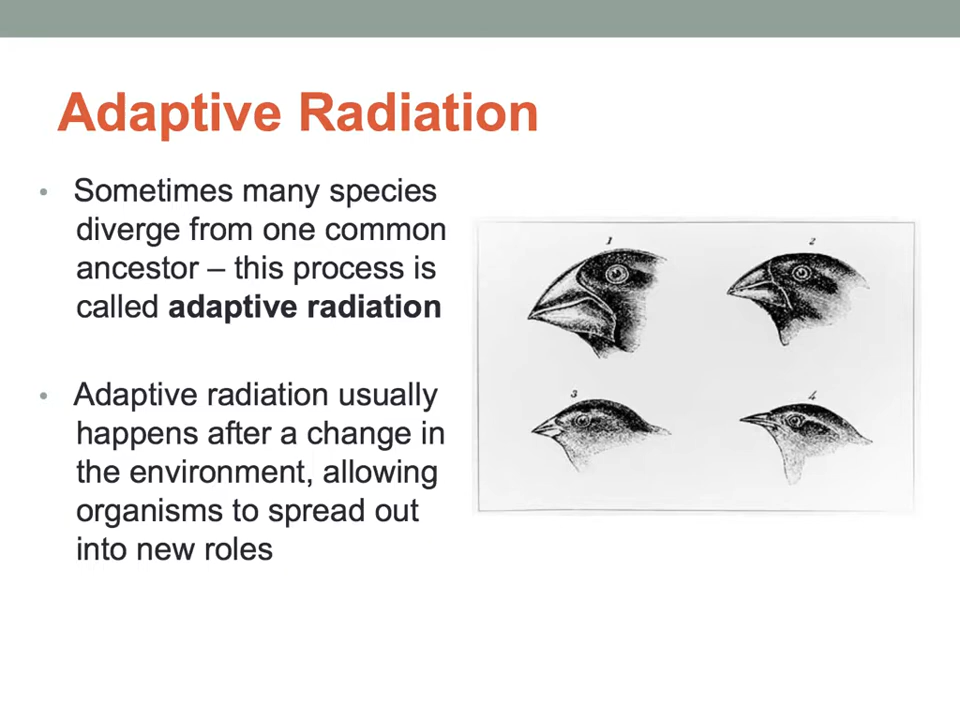 Adaptive Radiation
• Sometimes many species
diverge from one common
ancestor – this process is
called adaptive radiation
• Adaptive radiation usually
happens after a change in
the environment, allowing
organisms to spread out
into new roles
1
2
3
4